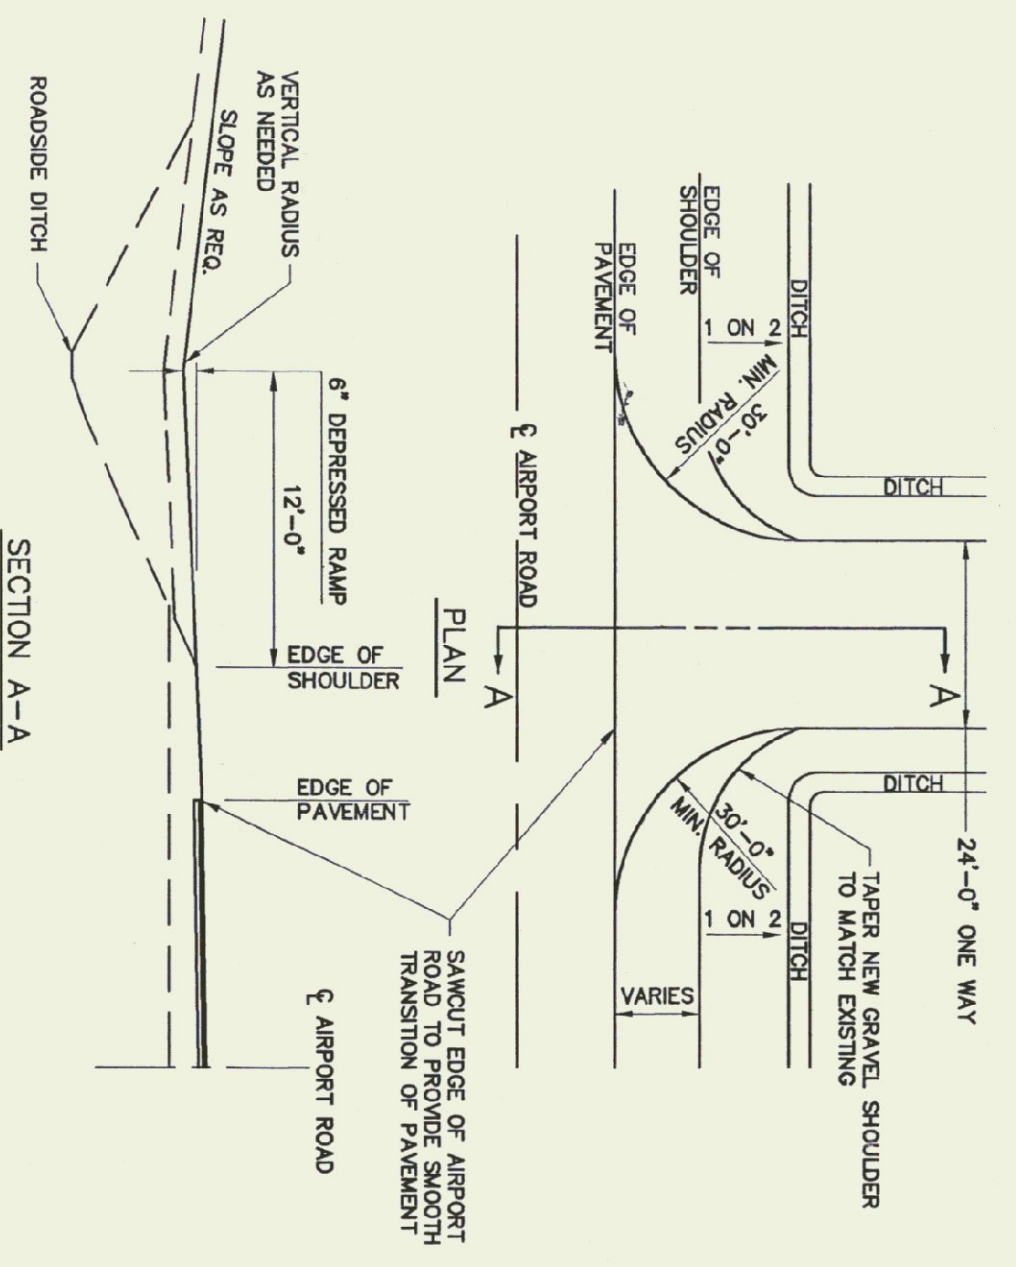 DITCH
DITCH
EDGE OF
SHOULDER
1 ON 2
EDGE OF
PAVEMENT
30'-0"
MIN. RADIUS
℄ AIRPORT ROAD
A
A
24'-0" ONE WAY
DITCH
DITCH
30'-0"
MIN. RADIUS
1 ON 2
VARIES
TAPER NEW GRAVEL SHOULDER
TO MATCH EXISTING
PLAN
SAWCUT EDGE OF AIRPORT
ROAD TO PROVIDE SMOOTH
TRANSITION OF PAVEMENT
VERTICAL RADIUS
AS NEEDED
SLOPE AS REQ.
ROADSIDE DITCH
6" DEPRESSED RAMP
12'-0"
EDGE OF
SHOULDER
EDGE OF
PAVEMENT
℄ AIRPORT ROAD
SECTION A-A